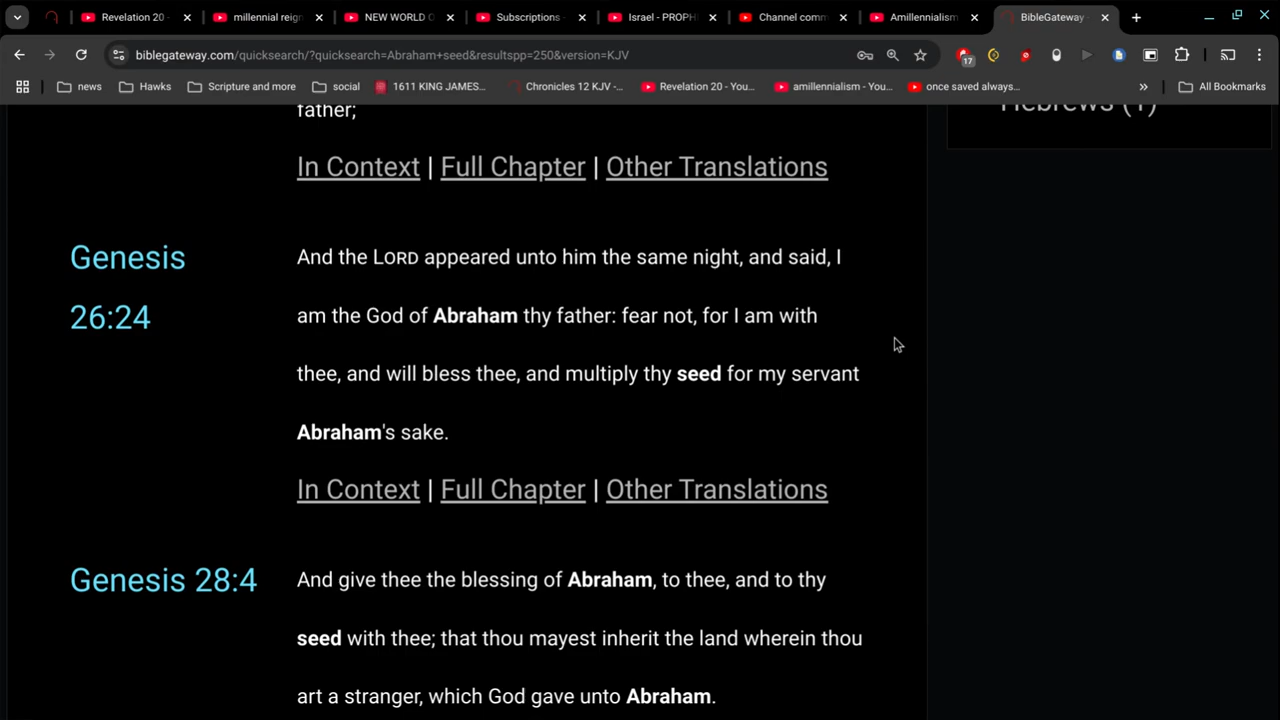 Revelation 20 -
millennial reign
NEW WORLD O
Subscriptions -
Israel - PROPH
Channel comm
Amillennialism
BibleGateway
biblegateway.com/quicksearch/?quicksearch=Abraham+seed&resultspp=250&version=KJV
17
news
Hawks
Scripture and more
social
1611 KING JAMES...
Chronicles 12 KJV -...
Revelation 20 - You...
amillennialism - You...
once saved always...
All Bookmarks
father;
Hebrews (1)
In Context | Full Chapter | Other Translations
Genesis
26:24
And the LORD appeared unto him the same night, and said, I
am the God of Abraham thy father: fear not, for I am with
thee, and will bless thee, and multiply thy seed for my servant
Abraham's sake.
In Context | Full Chapter | Other Translations
Genesis 28:4
And give thee the blessing of Abraham, to thee, and to thy
seed with thee; that thou mayest inherit the land wherein thou
art a stranger, which God gave unto Abraham.